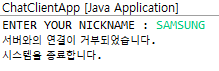 ChatClientApp [Java Application]
ENTER YOUR NICKNAME : SAMSUNG
서버와의 연결이 거부되었습니다.
시스템을 종료합니다.